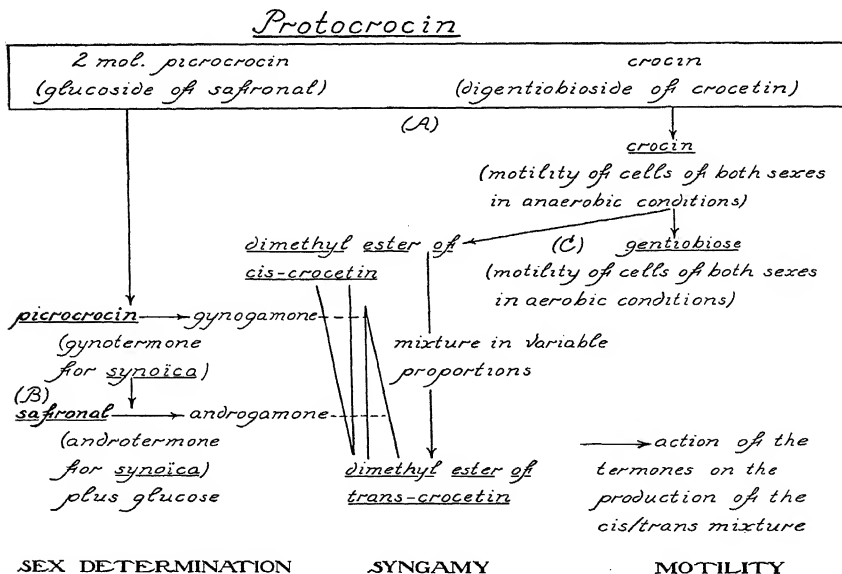 Protocrocin
2 mol. picrocrocin
(glucoside of safronal)
crocin
(digentiobioside of crocetin)
(A)
crocin
(motility of cells of both sexes
in anaerobic conditions)
dimethyl ester of
cis-crocetin
(C) gentiobiose
(motility of cells of both sexes
in aerobic conditions)
picrocrocin gynogamone
(gynotermone
for synoïca)
mixture in variable
proportions
(B)
safronal androgamone
(androtermone
for synoïca)
plus glucose
dimethyl ester of
trans-crocetin
action of the
termones on the
production of the
cis/trans mixture
SEX DETERMINATION SYNGAMY MOTILITY